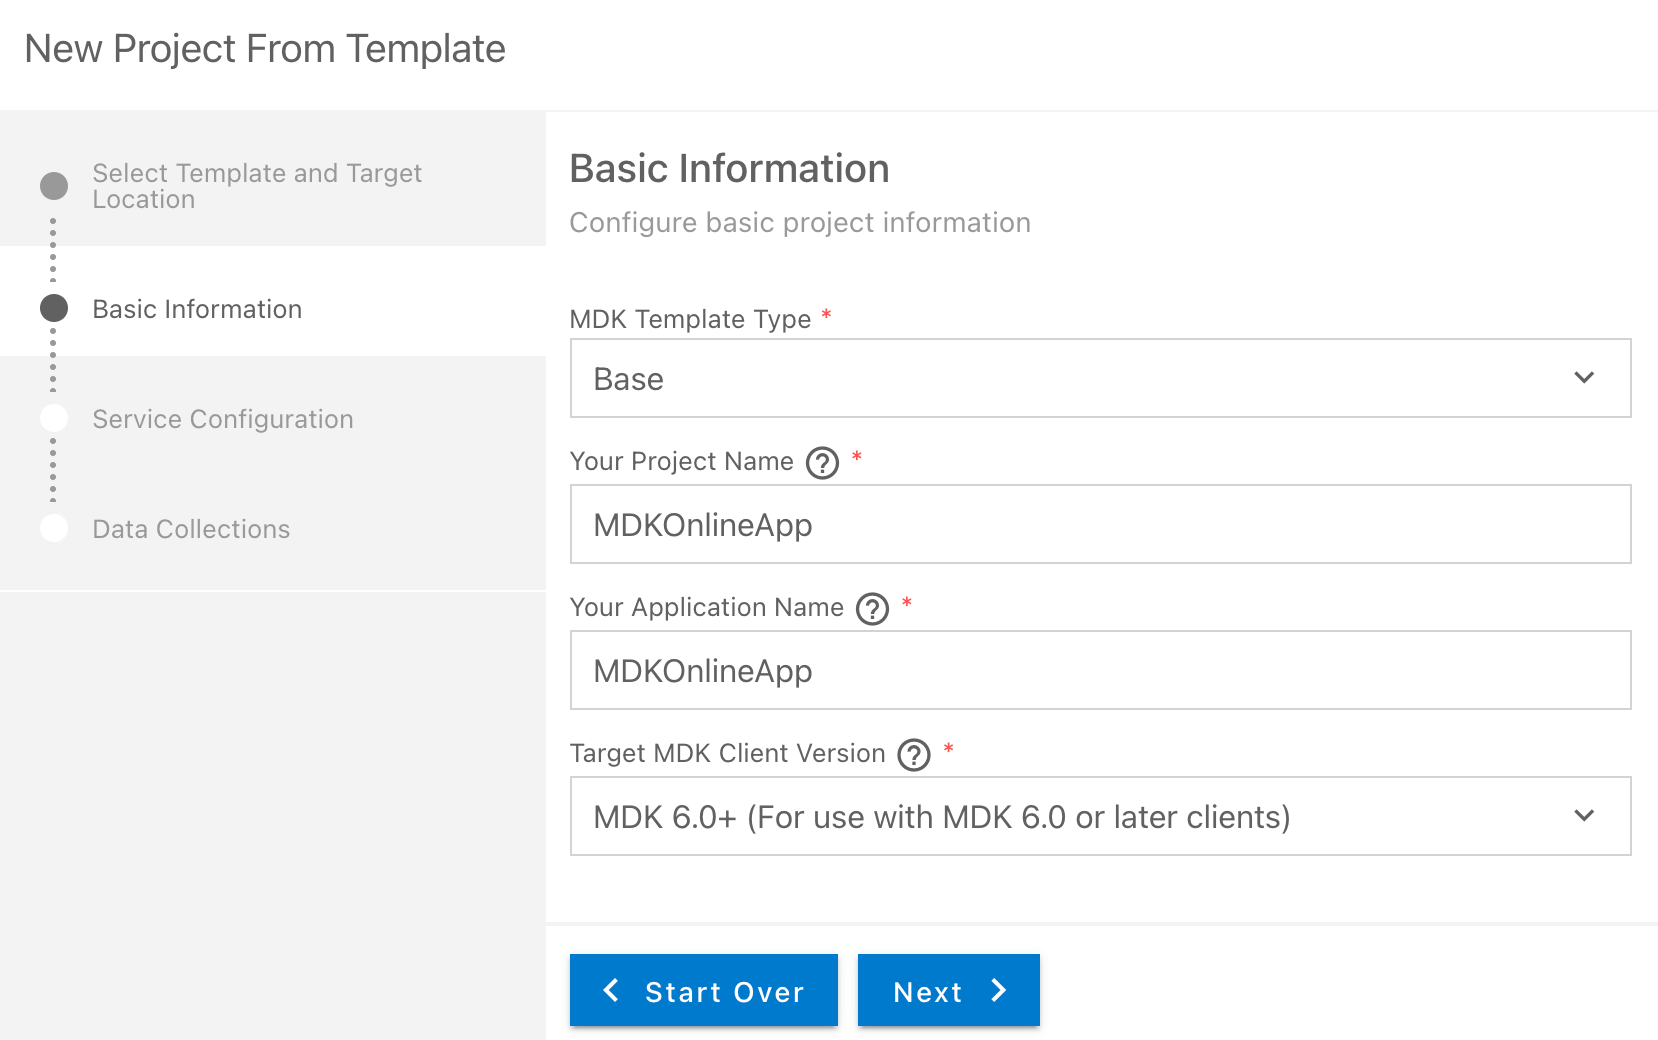 New Project From Template
Select Template and Target
Location
Basic Information
Service Configuration
Data Collections
Basic Information
Configure basic project information
MDK Template Type *
Base
Your Project Name ? *
MDKOnlineApp
Your Application Name ? *
MDKOnlineApp
Target MDK Client Version ? *
MDK 6.0+ (For use with MDK 6.0 or later clients)
Start Over
Next